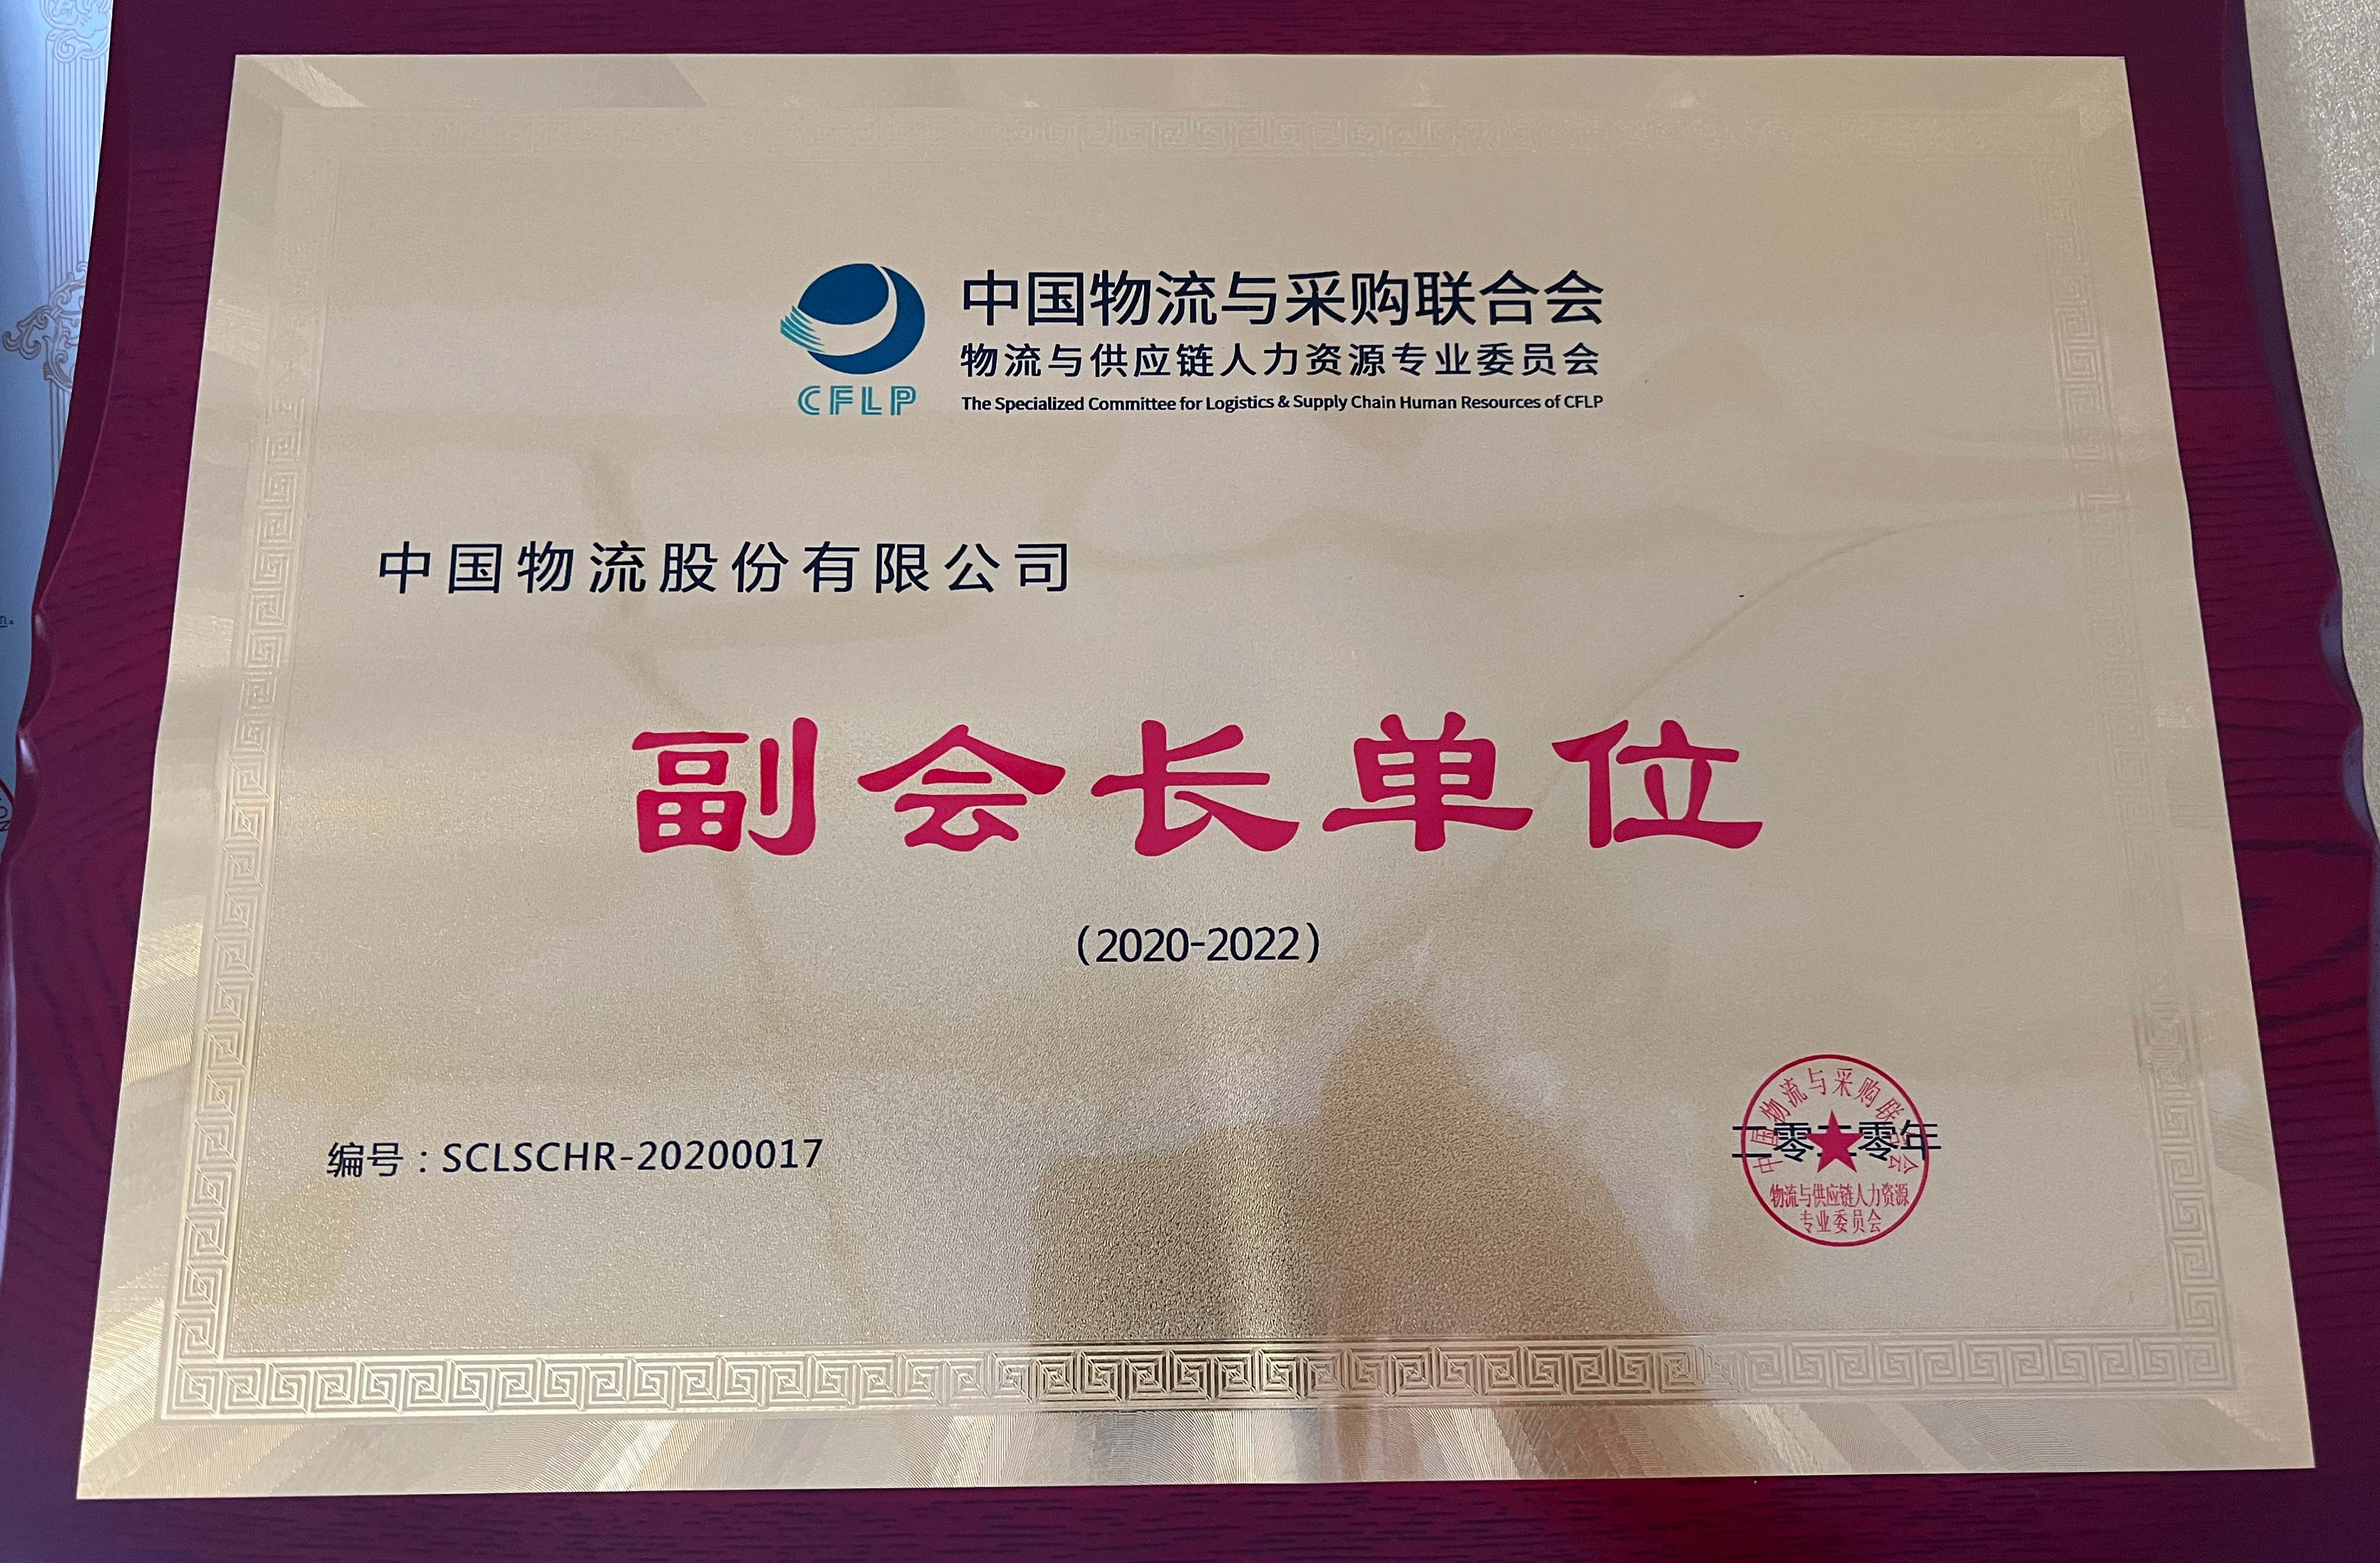 中国物流与采购联合会
物流与供应链人力资源专业委员会
CFLP
The Specialized Committee for Logistics & Supply Chain Human Resources of CFLP
中国物流股份有限公司
副会长单位
(2020-2022)
编号:SCLSCHR-20200017
二零二零年
中国物流与采购联合会
物流与供应链人力资源
专业委员会